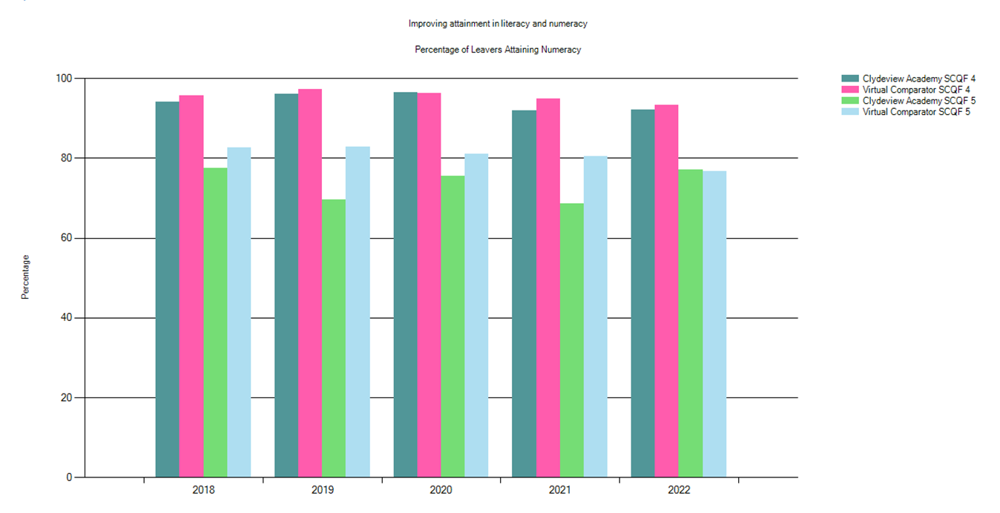 Improving attainment in literacy and numeracy
Percentage of Leavers Attaining Numeracy
100
80
60
40
20
0
Percentage
2018
2019
2020
2021
2022
Clydeview Academy SCQF 4
Virtual Comparator SCQF 4
Clydeview Academy SCQF 5
Virtual Comparator SCQF 5